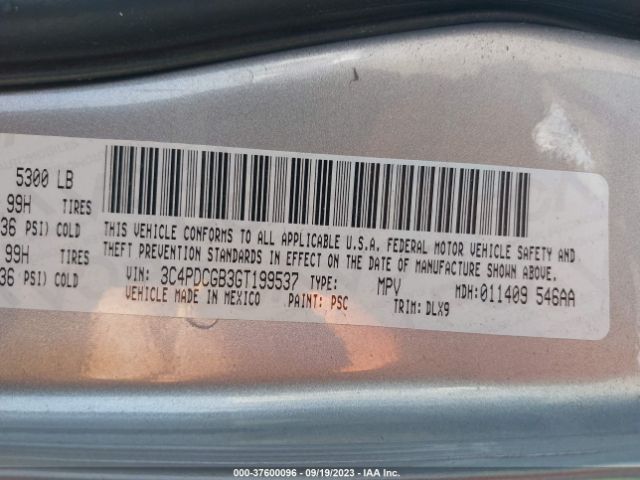 5300 LB
99H TIRES
36 PSI) COLD
99H TIRES
36 PSI) COLD
THIS VEHICLE CONFORMS TO ALL APPLICABLE U.S.A. FEDERAL MOTOR VEHICLE SAFETY AND
THEFT PREVENTION STANDARDS IN EFFECT ON THE DATE OF MANUFACTURE SHOWN ABOVE.
VIN: 3C4PDCGB3GT199537 TYPE: MPV MDH:011409 546AA
VEHICLE MADE IN MEXICO PAINT: PSC TRIM: DLX9
000-37600096 - 09/19/2023 - IAA Inc.